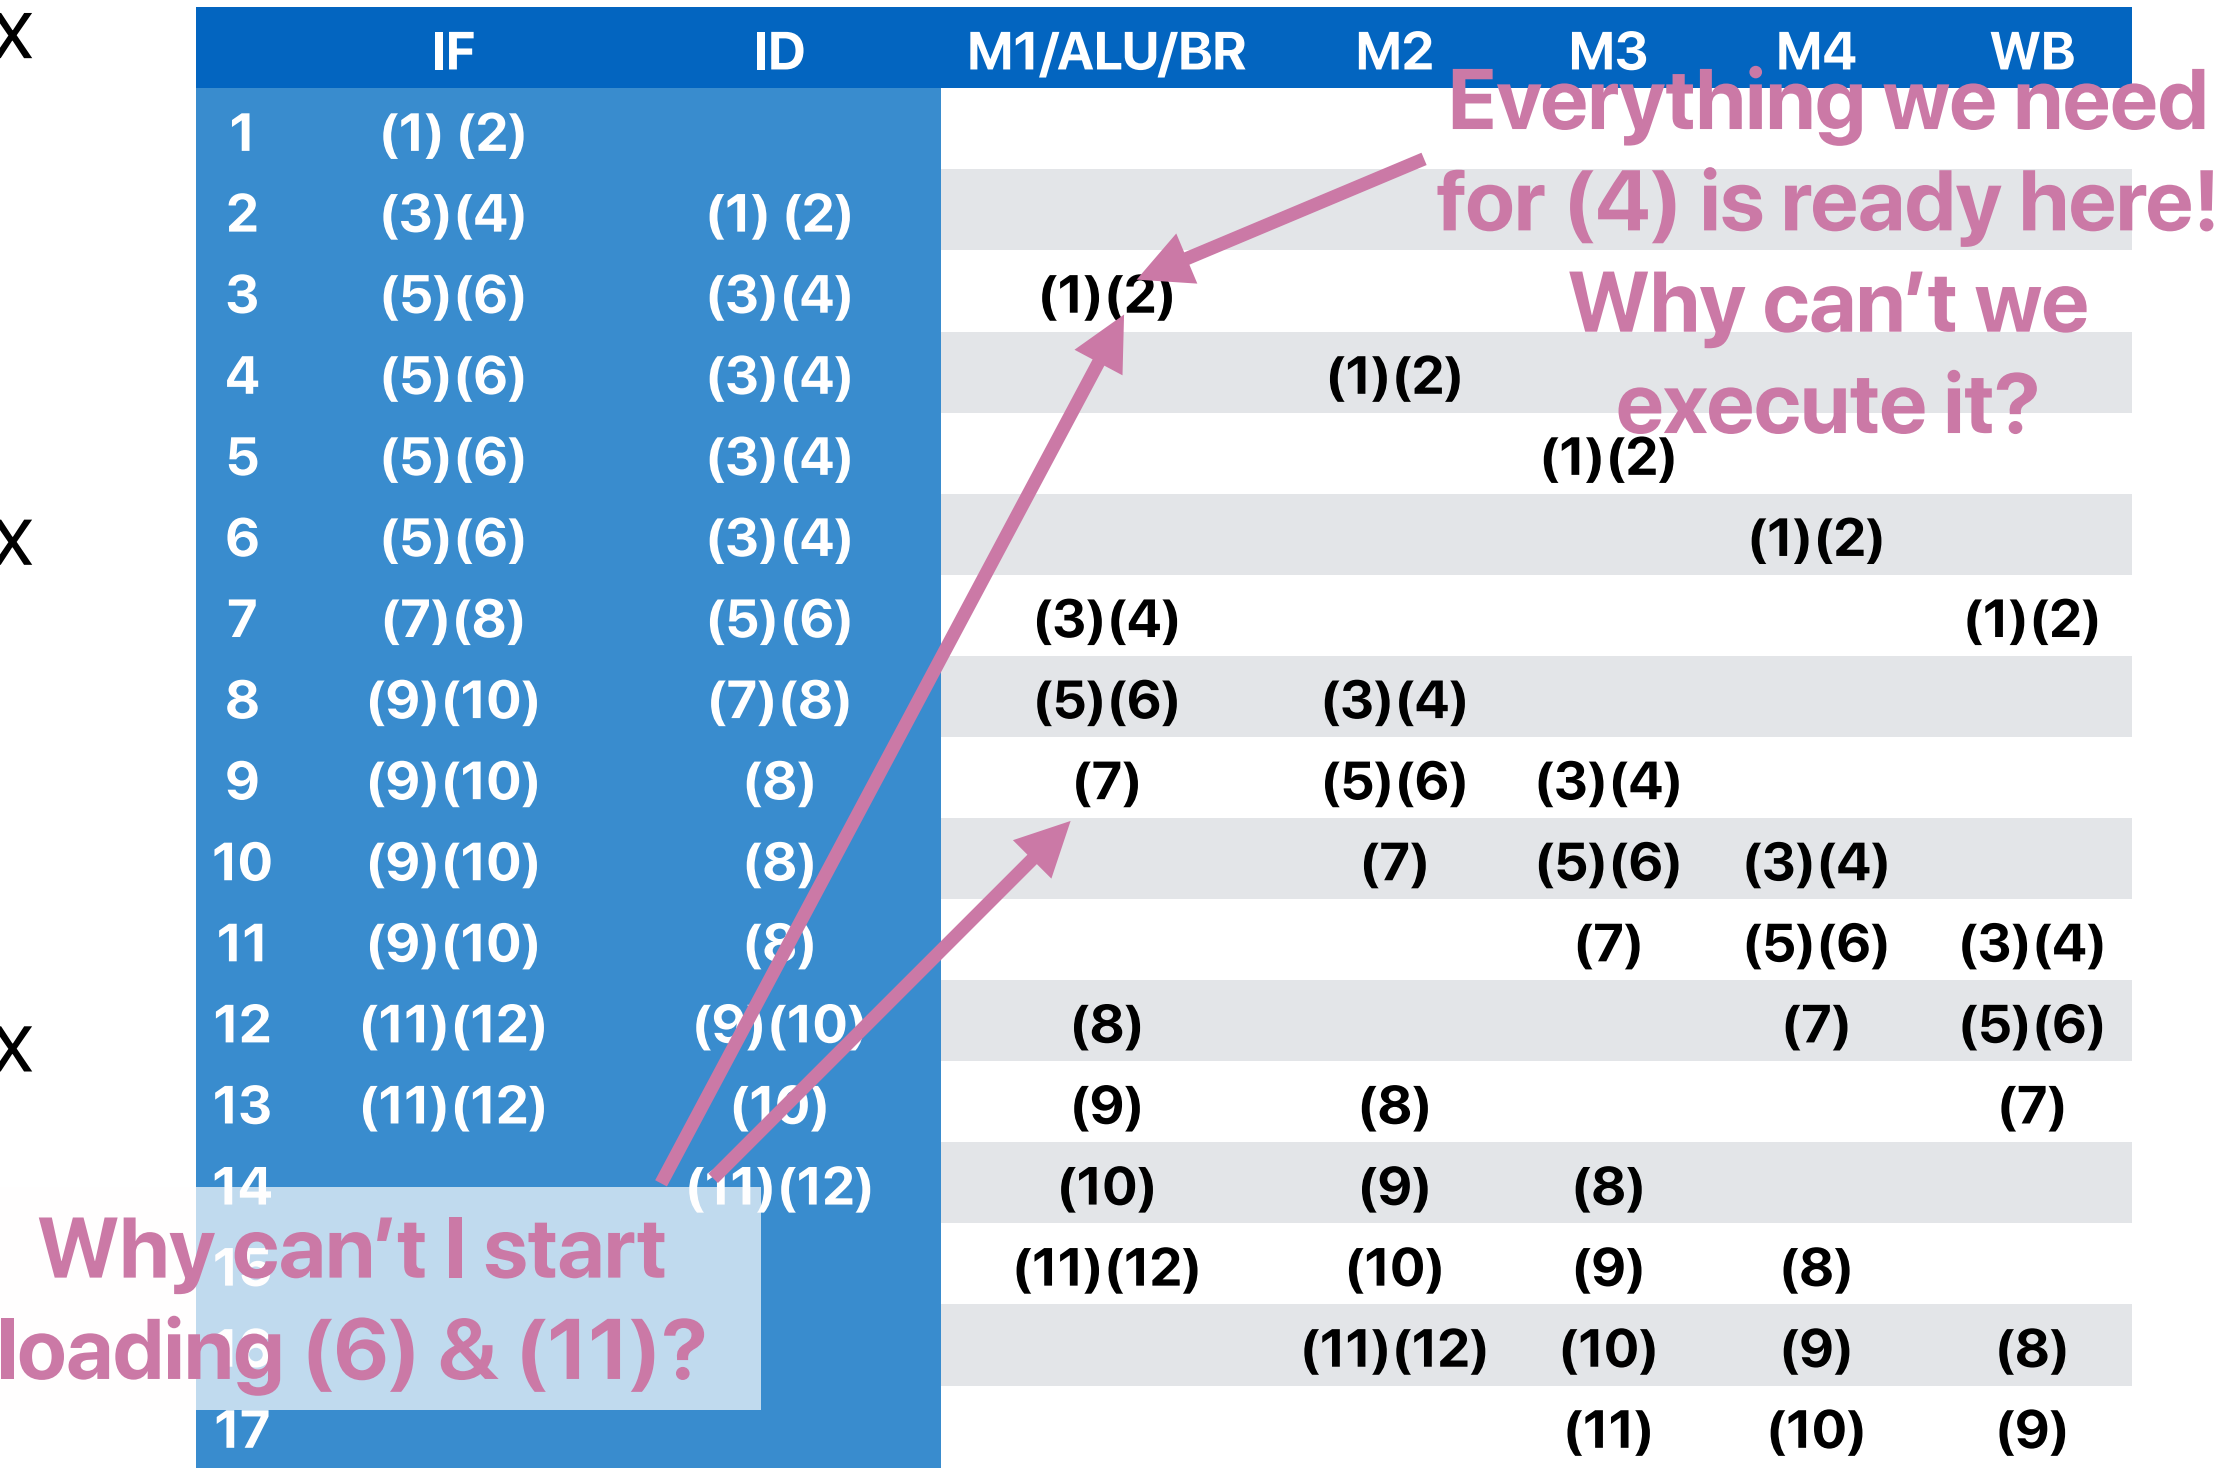 X
IF ID M1/ALU/BR M2 M3 M4 WB
Everything we need
1 (1) (2)
for (4) is ready here!
2 (3)(4) (1) (2)
3 (5)(6) (3)(4) (1)(2)
Why can't we
4 (5)(6) (3)(4) (1)(2)
execute it?
5 (5)(6) (3)(4) (1)(2)
X
6 (5)(6) (3)(4) (1)(2)
7 (7)(8) (5)(6) (3)(4) (1)(2)
8 (9)(10) (7)(8) (5)(6) (3)(4)
9 (9)(10) (8) (7) (5)(6) (3)(4)
10 (9)(10) (8) (7) (5)(6) (3)(4)
11 (9)(10) (8) (7) (5)(6) (3)(4)
12 (11)(12) (9)(10) (8) (7) (5)(6)
X
13 (11)(12) (10) (9) (8) (7)
14 (11)(12) (10) (9) (8)
Why can't I start
15 (11)(12) (10) (9) (8)
loading (6) & (11)?
16 (11)(12) (10) (9) (8)
17 (11) (10) (9)